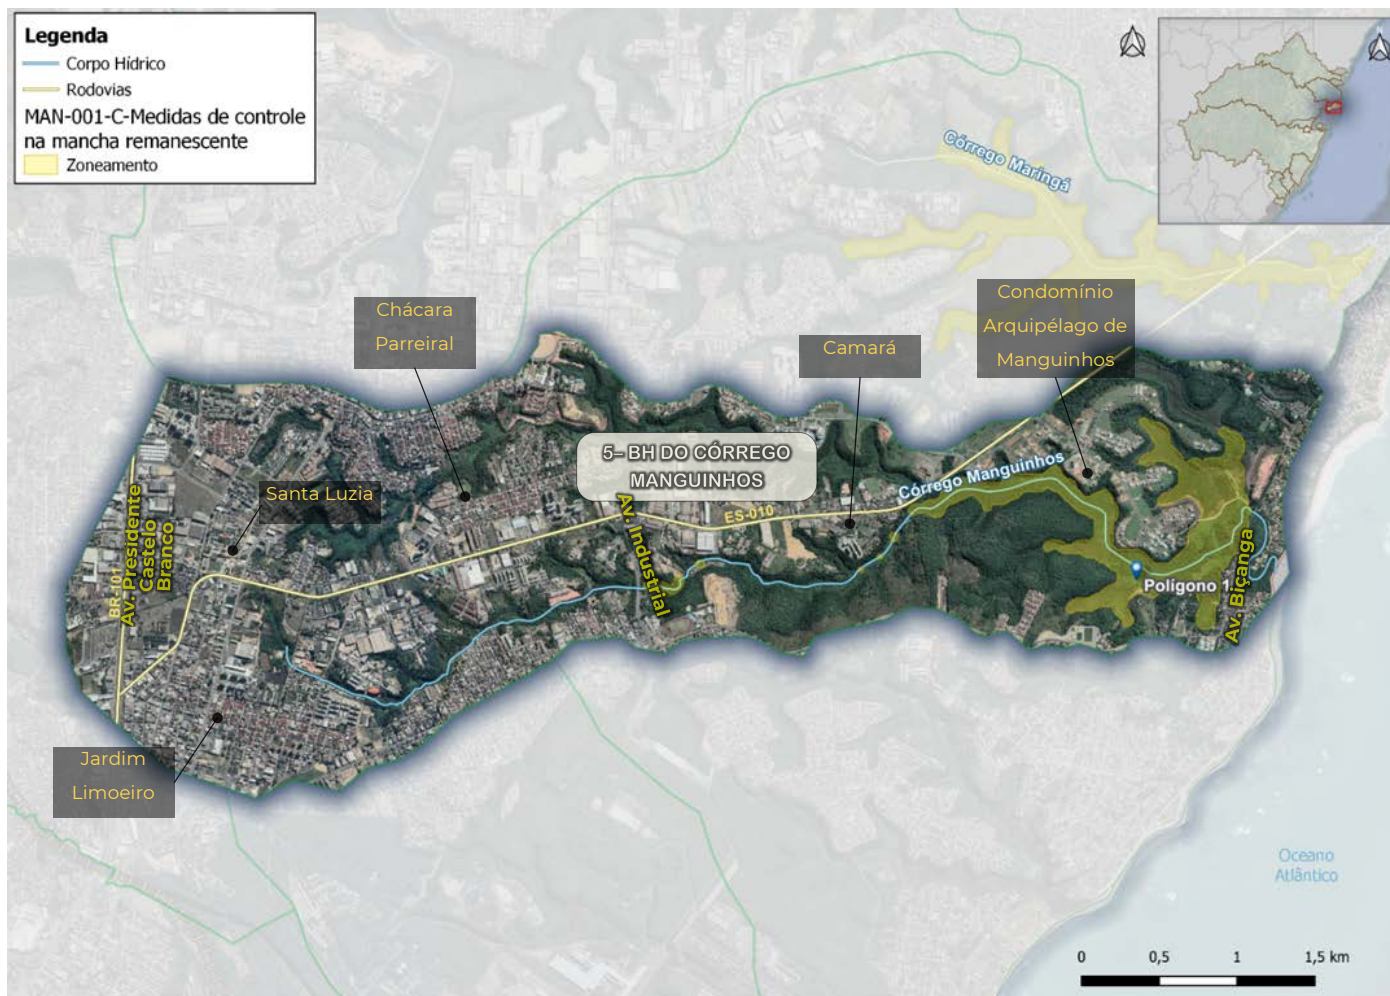 Legenda
Corpo Hídrico
Rodovias
MAN-001-C-Medidas de controle
na mancha remanescente
Zoneamento
Córrego Maringá
Chácara
Parreiral
Camará
Condomínio
Arquipélago de
Manguinhos
5– BH DO CÓRREGO
MANGUINHOS
Santa Luzia
Córrego Manguinhos
ES-010
Av. Industrial
BR-101
Av. Presidente
Castelo
Branco
Polígono 1
Av. Biçanga
Jardim
Limoeiro
Oceano
Atlântico
0 0,5 1 1,5 km